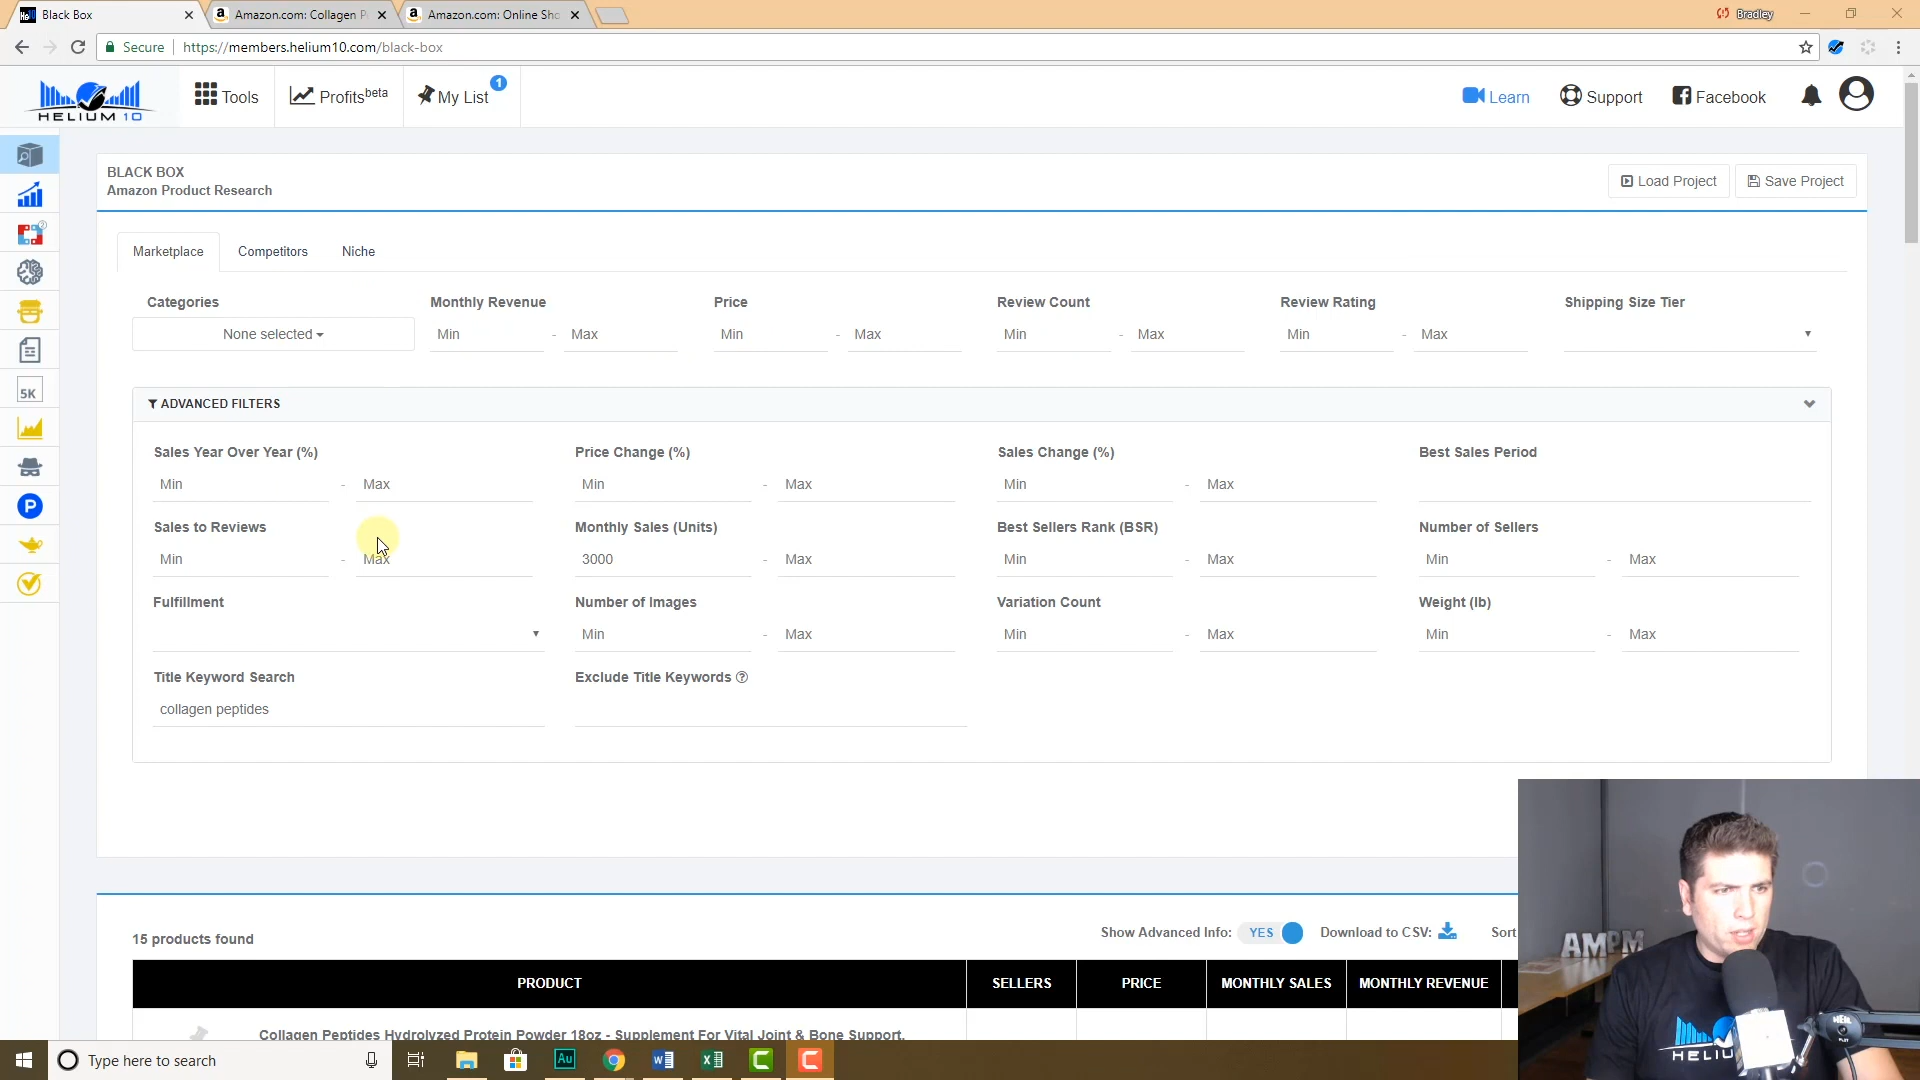 Black Box
Amazon.com: Collagen P
Amazon.com: Online Sho
Bradley
Secure
https://members.helium10.com/black-box
HELIUM 10
Tools
Profits beta
My List
1
Learn
Support
Facebook
BLACK BOX
Amazon Product Research
Load Project
Save Project
Marketplace
Competitors
Niche
Categories
Monthly Revenue
Price
Review Count
Review Rating
Shipping Size Tier
None selected
Min - Max
Min - Max
Min - Max
Min - Max
ADVANCED FILTERS
5K
Sales Year Over Year (%)
Price Change (%)
Sales Change (%)
Best Sales Period
Min - Max
Min - Max
Min - Max
Sales to Reviews
Monthly Sales (Units)
Best Sellers Rank (BSR)
Number of Sellers
Min - Max
3000 - Max
Min - Max
Min - Max
Fulfillment
Number of Images
Variation Count
Weight (lb)
Min - Max
Min - Max
Min - Max
Title Keyword Search
Exclude Title Keywords
collagen peptides
15 products found
Show Advanced Info: YES
Download to CSV:
Sort
PRODUCT
SELLERS
PRICE
MONTHLY SALES
MONTHLY REVENUE
Collagen Peptides Hydrolyzed Protein Powder 18oz - Supplement For Vital Joint & Bone Support,
AMPM
HELIU
Type here to search
Au